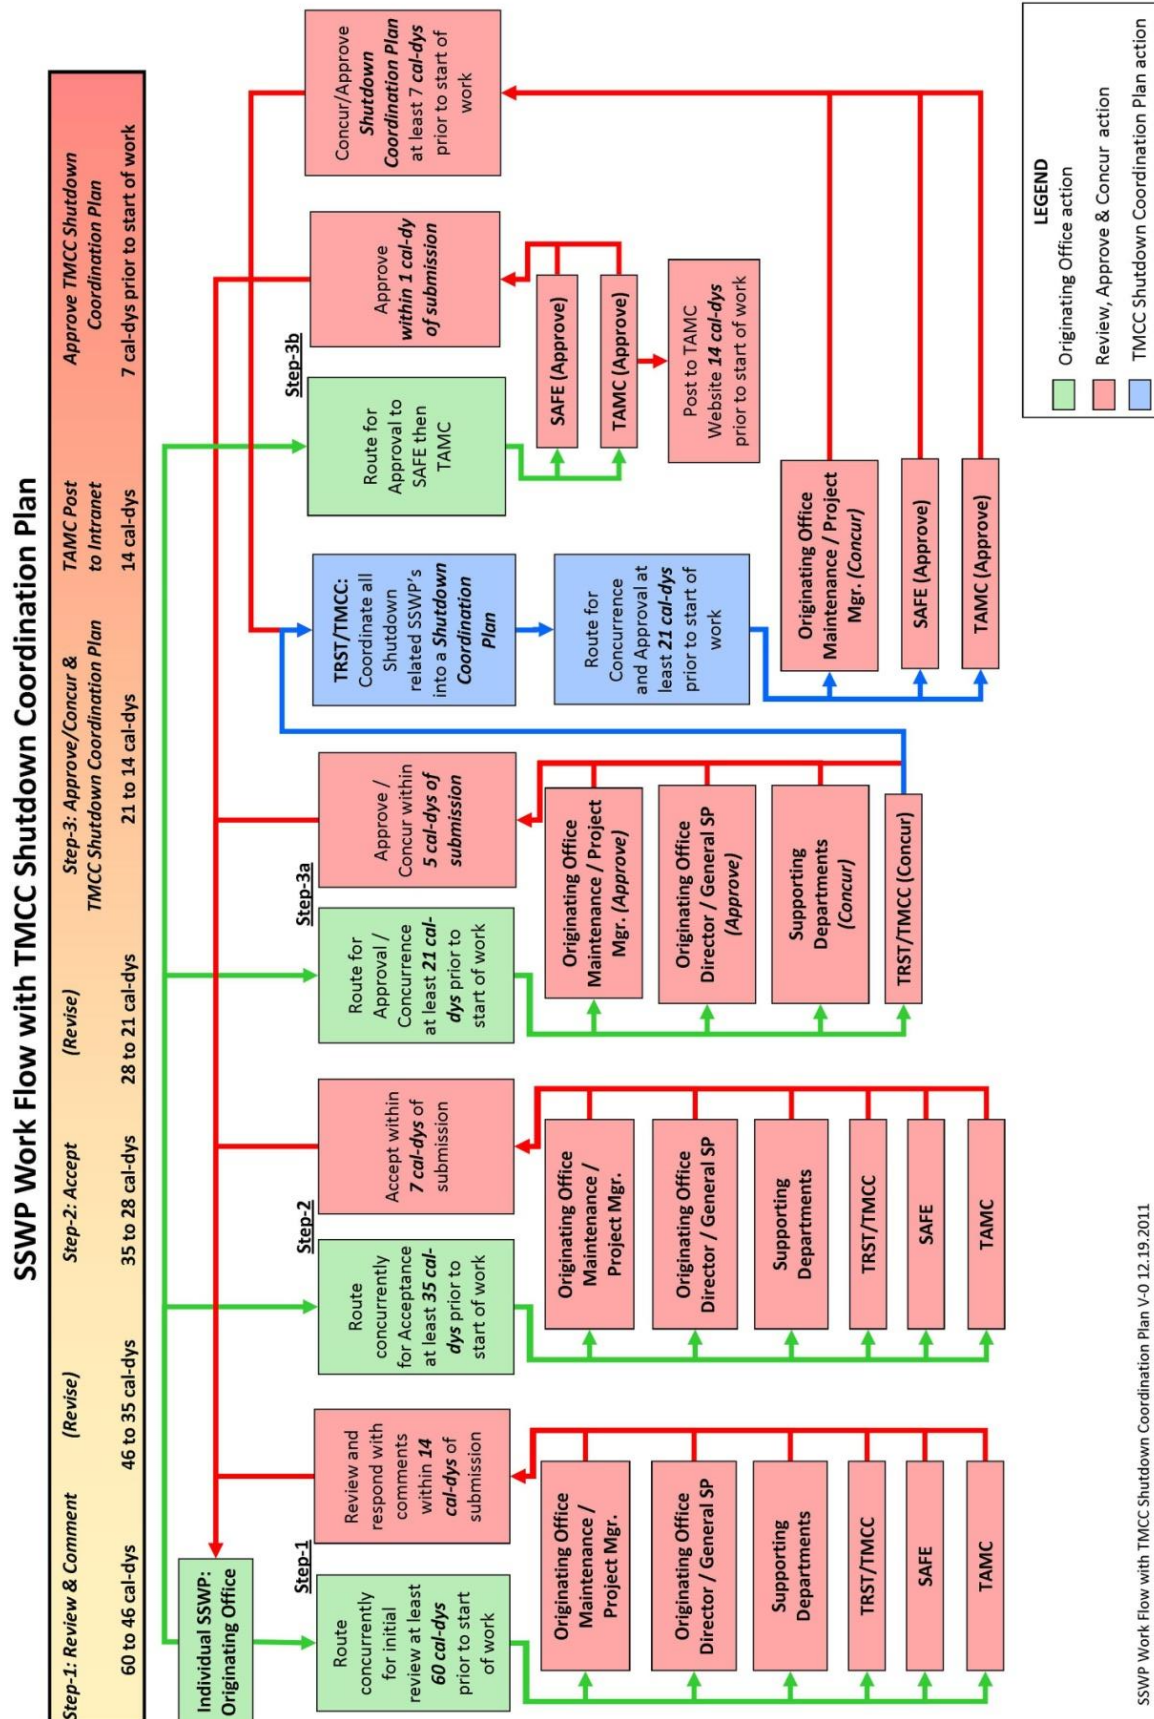 SSWP Work Flow with TMCC Shutdown Coordination Plan
Step-1: Review & Comment
(Revise)
Step-2: Accept
(Revise)
Step-3: Approve/Concur &
TMCC Shutdown Coordination Plan
TAMC Post
to Intranet
Approve TMCC Shutdown
Coordination Plan
60 to 46 cal-dys
46 to 35 cal-dys
35 to 28 cal-dys
28 to 21 cal-dys
21 to 14 cal-dys
14 cal-dys
7 cal-dys prior to start of work
Individual SSWP:
Originating Office
Step-1
Route
concurrently
for initial
review at least
60 cal-dys
prior to start
of work
Review and
respond with
comments
within 14
cal-dys of
submission
Originating Office
Maintenance /
Project Mgr.
Originating Office
Director / General SP
Supporting
Departments
TRST/TMCC
SAFE
TAMC
Step-2
Route
concurrently
for Acceptance
at least 35 cal-
dys prior to
start of work
Accept within
7 cal-dys of
submission
Originating Office
Maintenance /
Project Mgr.
Originating Office
Director / General SP
Supporting
Departments
TRST/TMCC
SAFE
TAMC
Step-3a
Route for
Approval /
Concurrence
at least 21 cal-
dys prior to
start of work
Approve /
Concur within
5 cal-dys of
submission
Originating Office
Maintenance / Project
Mgr. (Approve)
Originating Office
Director / General SP
(Approve)
Supporting
Departments
(Concur)
TRST/TMCC (Concur)
TRST/TMCC:
Coordinate all
Shutdown
related SSWP's
into a Shutdown
Coordination
Plan
Route for
Concurrence
and Approval at
least 21 cal-dys
prior to start of
work
Originating Office
Maintenance / Project
Mgr. (Concur)
SAFE (Approve)
TAMC (Approve)
Step-3b
Route for
Approval to
SAFE then
TAMC
Approve
within 1 cal-dy
of submission
SAFE (Approve)
TAMC (Approve)
Post to TAMC
Website 14 cal-dys
prior to start of work
Concur/Approve
Shutdown
Coordination Plan
at least 7 cal-dys
prior to start of
work
LEGEND
Originating Office action
Review, Approve & Concur action
TMCC Shutdown Coordination Plan action
SSWP Work Flow with TMCC Shutdown Coordination Plan V-0 12.19.2011